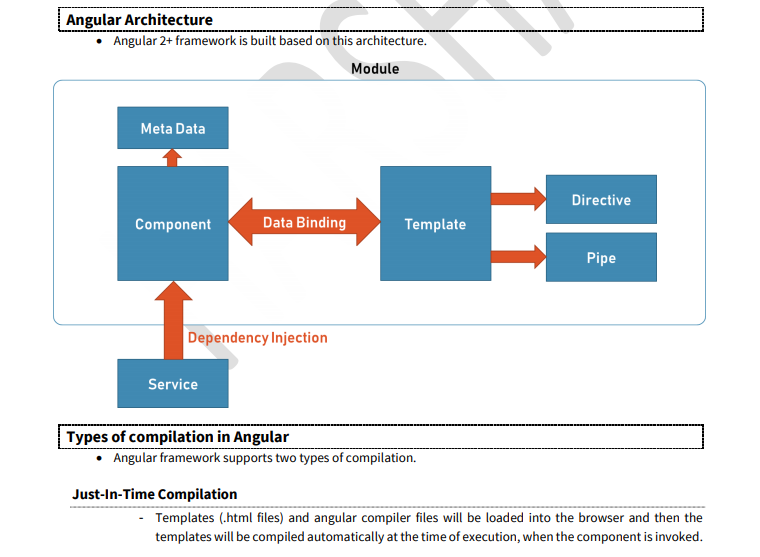 Angular Architecture
• Angular 2+ framework is built based on this architecture.
Module
Meta Data
Component
Data Binding
Template
Directive
Pipe
Dependency Injection
Service
Types of compilation in Angular
• Angular framework supports two types of compilation.
Just-In-Time Compilation
- Templates (.html files) and angular compiler files will be loaded into the browser and then the
templates will be compiled automatically at the time of execution, when the component is invoked.